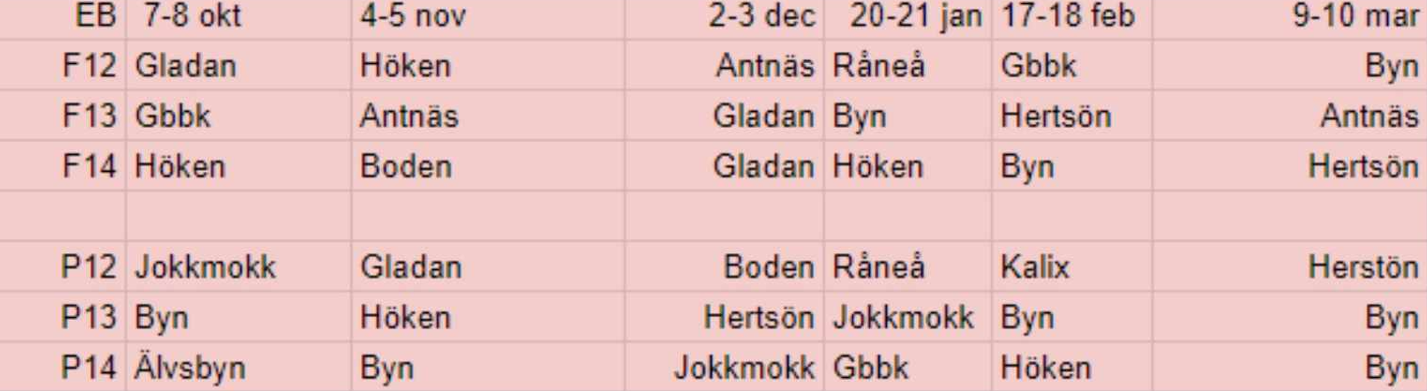 EB 7-8 okt 4-5 nov 2-3 dec 20-21 jan 17-18 feb 9-10 mar
F12 Gladan Höken Antnäs Råneå Gbbk Byn
F13 Gbbk Antnäs Gladan Byn Hertsön Antnäs
F14 Höken Boden Gladan Höken Byn Hertsön
P12 Jokkmokk Gladan Boden Råneå Kalix Herstön
P13 Byn Höken Hertsön Jokkmokk Byn Byn
P14 Älvsbyn Byn Jokkmokk Gbbk Höken Byn